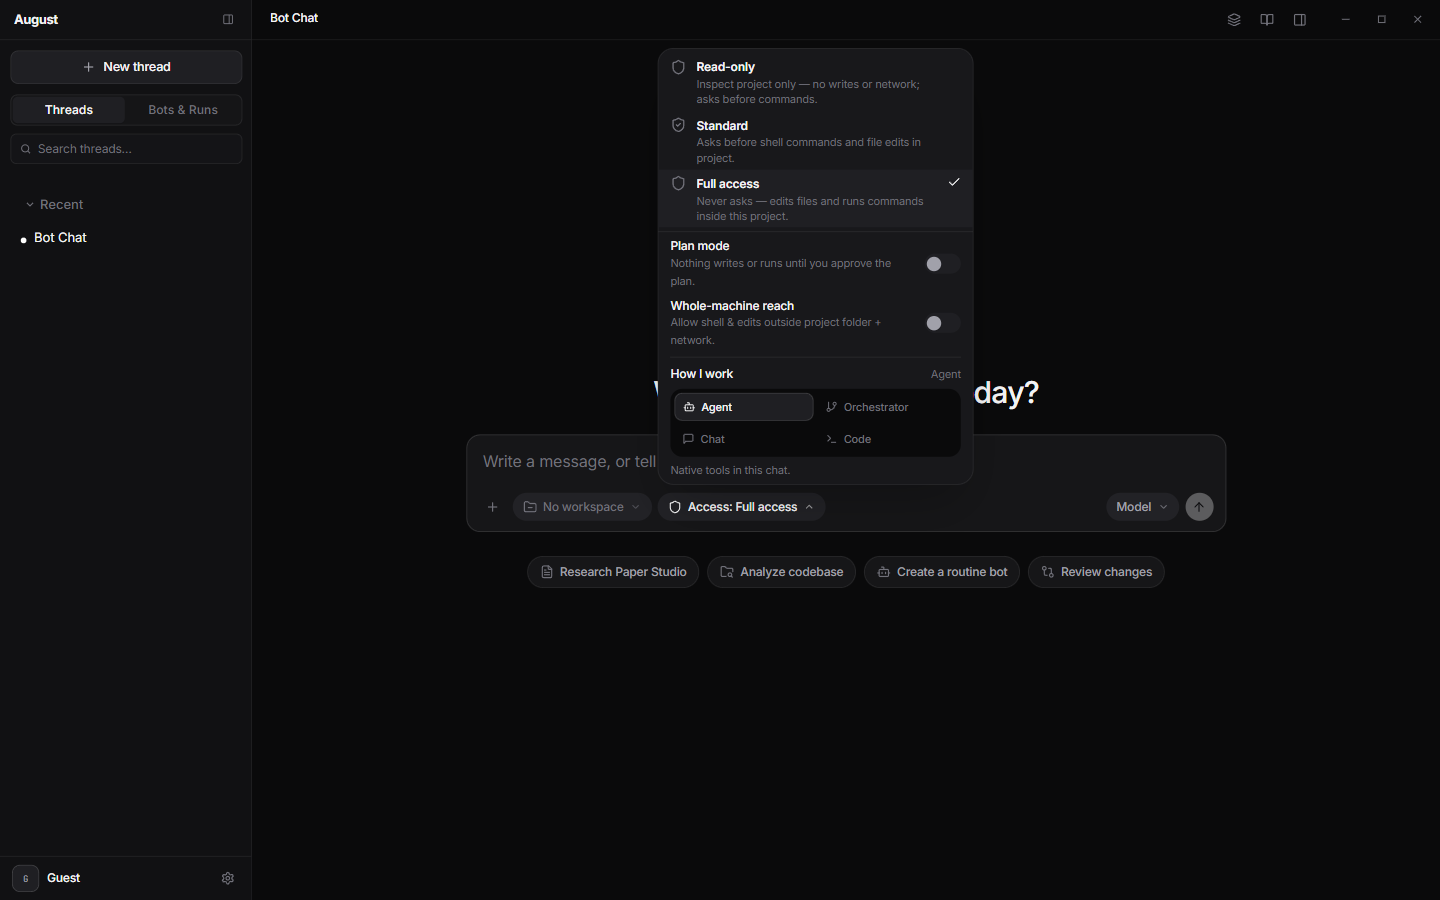 August
Bot Chat
New thread
Threads
Bots & Runs
Search threads...
Recent
Bot Chat
Read-only
Inspect project only — no writes or network;
asks before commands.
Standard
Asks before shell commands and file edits in
project.
Full access
Never asks — edits files and runs commands
inside this project.
Plan mode
Nothing writes or runs until you approve the
plan.
Whole-machine reach
Allow shell & edits outside project folder +
network.
How I work
Agent
Agent
Orchestrator
Chat
Code
Native tools in this chat.
day?
Write a message, or tell
No workspace
Access: Full access
Model
Research Paper Studio
Analyze codebase
Create a routine bot
Review changes
G
Guest